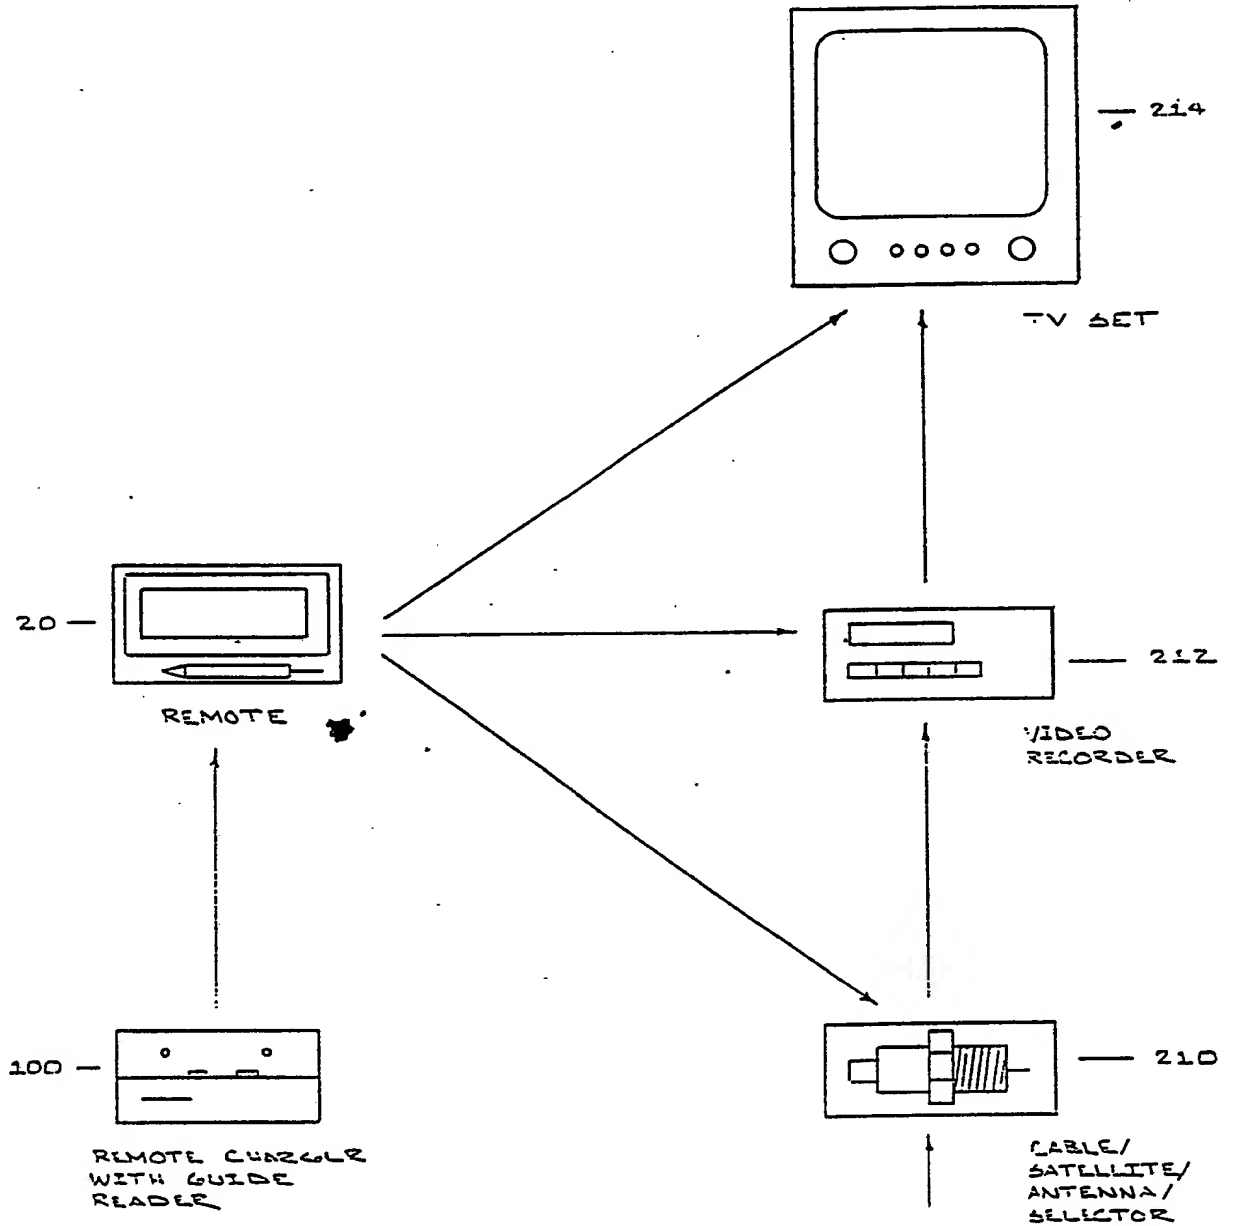 214
TV SET
20
REMOTE
212
VIDEO
RECORDER
100
REMOTE CHARGER
WITH GUIDE
READER
210
CABLE/
SATELLITE/
ANTENNA/
SELECTOR